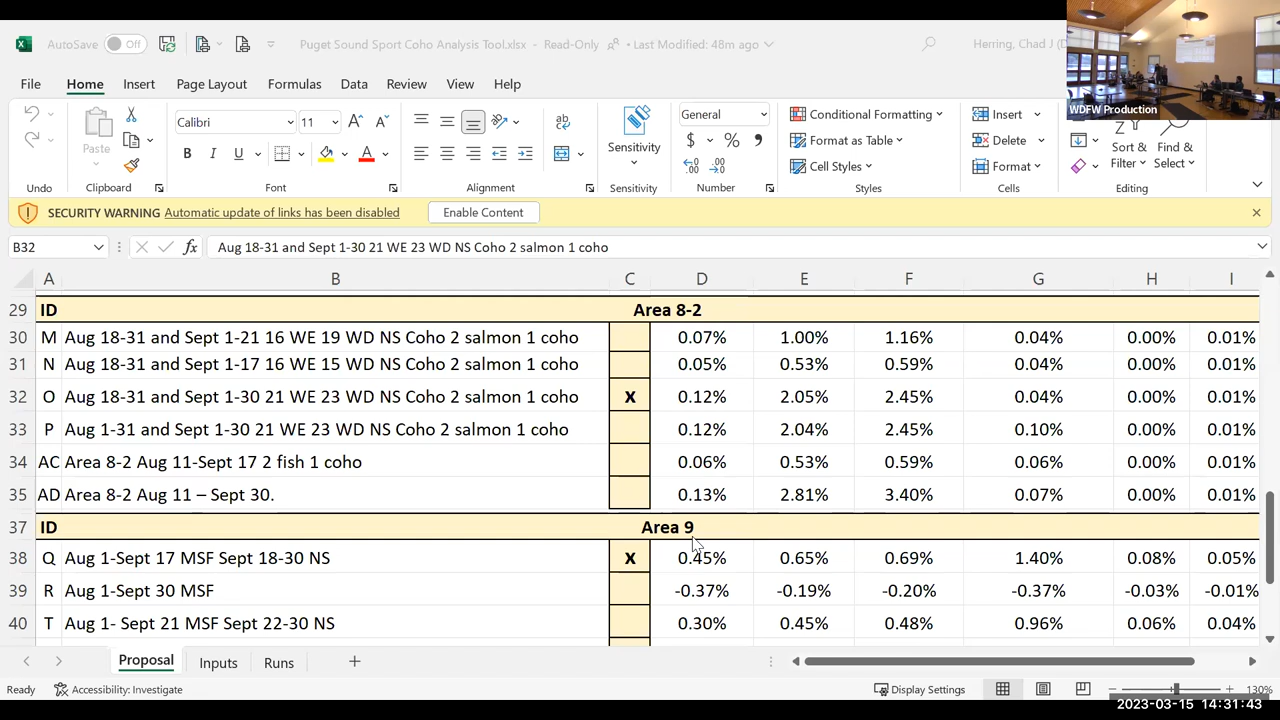 AutoSave Off Puget Sound Sport Coho Analysis Tool.xlsx - Read-Only • Last Modified: 48m ago Herring, Chad J (
WDFW Production
File Home Insert Page Layout Formulas Data Review View Help
Calibri 11 General Conditional Formatting Insert
Paste B I U Sensitivity $ % Format as Table Delete Sort & Filter Find & Select
Cell Styles Format
Undo Clipboard Font Alignment Sensitivity Number Styles Cells Editing
SECURITY WARNING Automatic update of links has been disabled Enable Content
B32 fx Aug 18-31 and Sept 1-30 21 WE 23 WD NS Coho 2 salmon 1 coho
A B C D E F G H I
29 ID Area 8-2
30 M Aug 18-31 and Sept 1-21 16 WE 19 WD NS Coho 2 salmon 1 coho 0.07% 1.00% 1.16% 0.04% 0.00% 0.01%
31 N Aug 18-31 and Sept 1-17 16 WE 15 WD NS Coho 2 salmon 1 coho 0.05% 0.53% 0.59% 0.04% 0.00% 0.01%
32 O Aug 18-31 and Sept 1-30 21 WE 23 WD NS Coho 2 salmon 1 coho X 0.12% 2.05% 2.45% 0.04% 0.00% 0.01%
33 P Aug 1-31 and Sept 1-30 21 WE 23 WD NS Coho 2 salmon 1 coho 0.12% 2.04% 2.45% 0.10% 0.00% 0.01%
34 AC Area 8-2 Aug 11-Sept 17 2 fish 1 coho 0.06% 0.53% 0.59% 0.06% 0.00% 0.01%
35 AD Area 8-2 Aug 11 – Sept 30. 0.13% 2.81% 3.40% 0.07% 0.00% 0.01%
37 ID Area 9
38 Q Aug 1-Sept 17 MSF Sept 18-30 NS X 0.45% 0.65% 0.69% 1.40% 0.08% 0.05%
39 R Aug 1-Sept 30 MSF -0.37% -0.19% -0.20% -0.37% -0.03% -0.01%
40 T Aug 1- Sept 21 MSF Sept 22-30 NS 0.30% 0.45% 0.48% 0.96% 0.06% 0.04%
Proposal Inputs Runs
Ready Accessibility: Investigate Display Settings 130%
2023-03-15 14:31:43